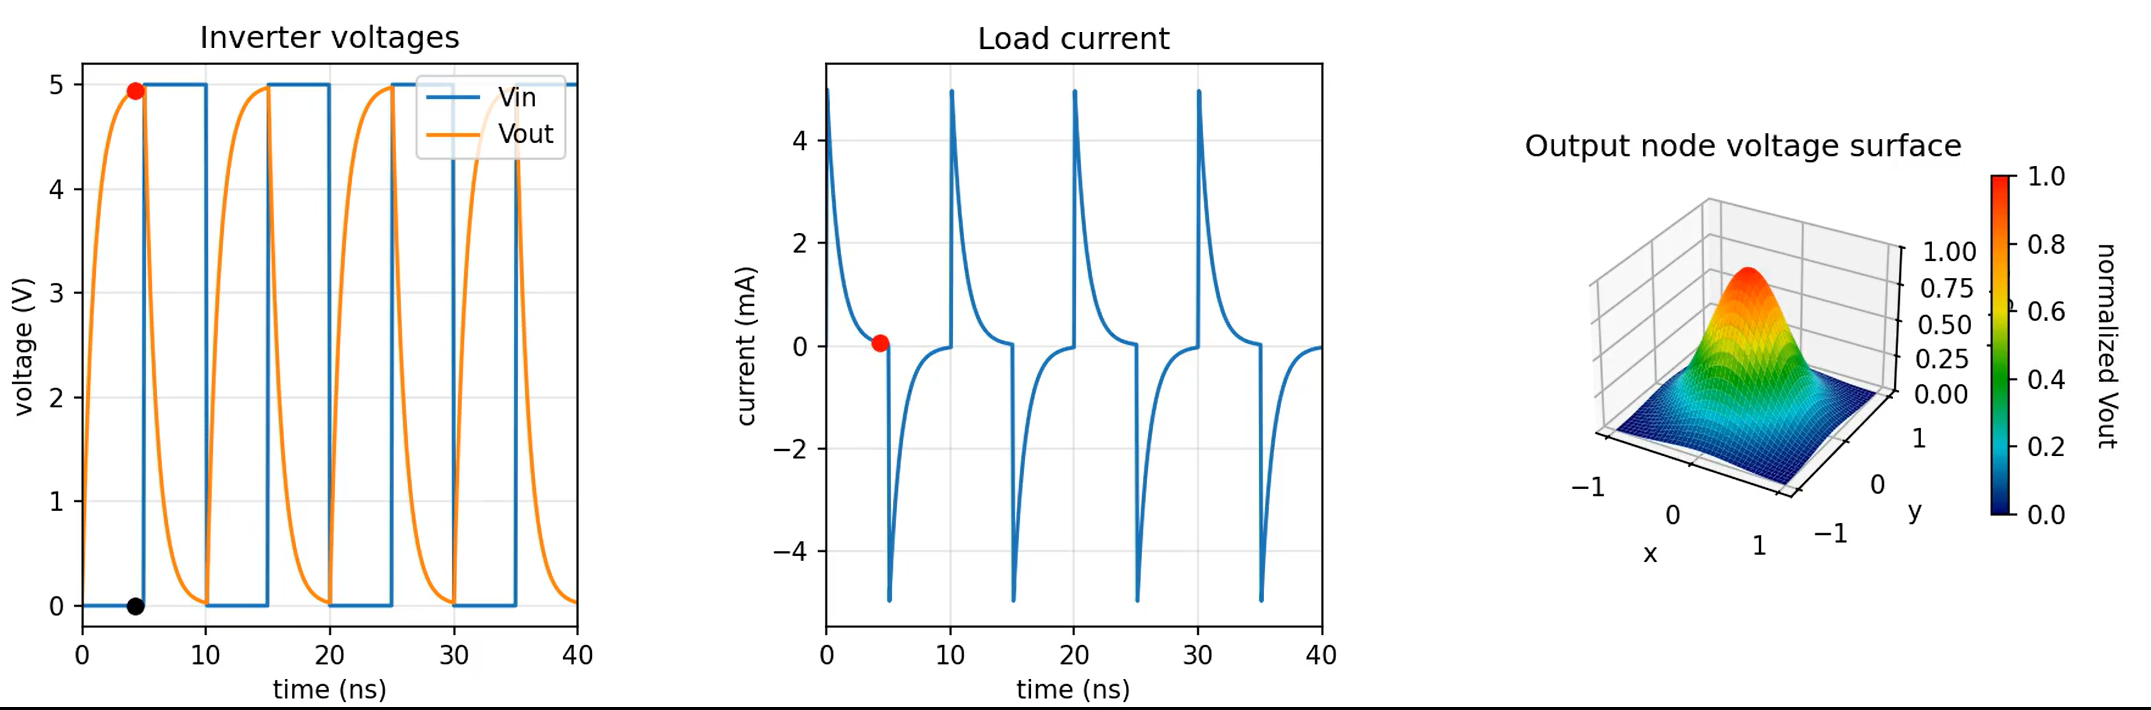 Inverter voltages
5
4
3
2
1
0
voltage (V)
Vin
Vout
0 10 20 30 40
time (ns)
Load current
4
2
0
−2
−4
current (mA)
0 10 20 30 40
time (ns)
Output node voltage surface
1.00
0.75
0.50
0.25
0.00
−1
0
1
x
−1
0
1
y
1.0
0.8
0.6
0.4
0.2
0.0
normalized Vout